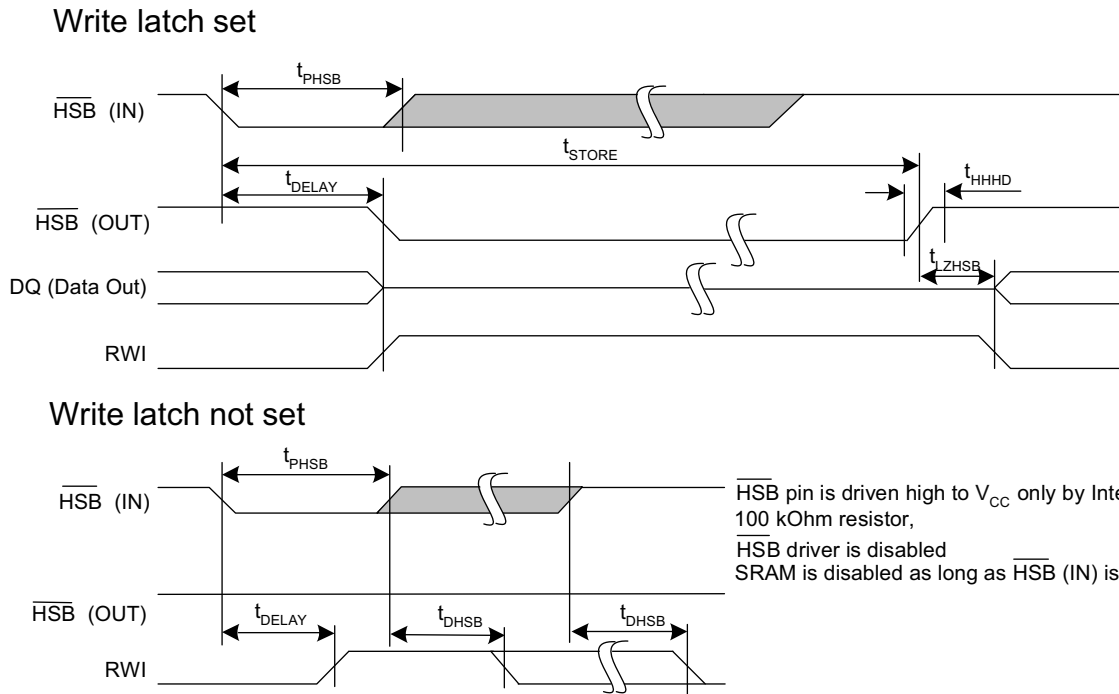 Write latch set
tPHSB
HSB (IN)
tSTORE
tHHHD
tDELAY
HSB (OUT)
tLZHSB
DQ (Data Out)
RWI
Write latch not set
tPHSB
HSB (IN)
HSB pin is driven high to VCC only by Inte
100 kOhm resistor,
HSB driver is disabled
SRAM is disabled as long as HSB (IN) is
HSB (OUT)
tDELAY
tDHSB
tDHSB
RWI